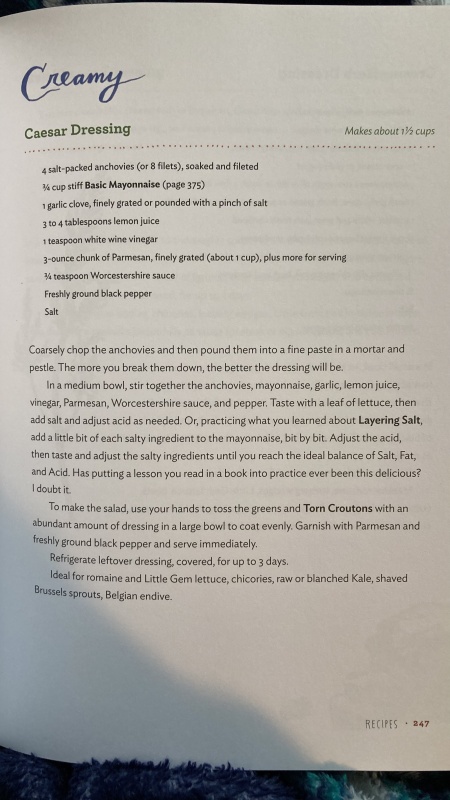 Creamy
Caesar Dressing
Makes about 1½ cups
4 salt-packed anchovies (or 8 filets), soaked and fileted
¾ cup stiff Basic Mayonnaise (page 375)
1 garlic clove, finely grated or pounded with a pinch of salt
3 to 4 tablespoons lemon juice
1 teaspoon white wine vinegar
3-ounce chunk of Parmesan, finely grated (about 1 cup), plus more for serving
¾ teaspoon Worcestershire sauce
Freshly ground black pepper
Salt
Coarsely chop the anchovies and then pound them into a fine paste in a mortar and
pestle. The more you break them down, the better the dressing will be.
In a medium bowl, stir together the anchovies, mayonnaise, garlic, lemon juice,
vinegar, Parmesan, Worcestershire sauce, and pepper. Taste with a leaf of lettuce, then
add salt and adjust acid as needed. Or, practicing what you learned about Layering Salt,
add a little bit of each salty ingredient to the mayonnaise, bit by bit. Adjust the acid,
then taste and adjust the salty ingredients until you reach the ideal balance of Salt, Fat,
and Acid. Has putting a lesson you read in a book into practice ever been this delicious?
I doubt it.
To make the salad, use your hands to toss the greens and Torn Croutons with an
abundant amount of dressing in a large bowl to coat evenly. Garnish with Parmesan and
freshly ground black pepper and serve immediately.
Refrigerate leftover dressing, covered, for up to 3 days.
Ideal for romaine and Little Gem lettuce, chicories, raw or blanched Kale, shaved
Brussels sprouts, Belgian endive.
RECIPES • 247